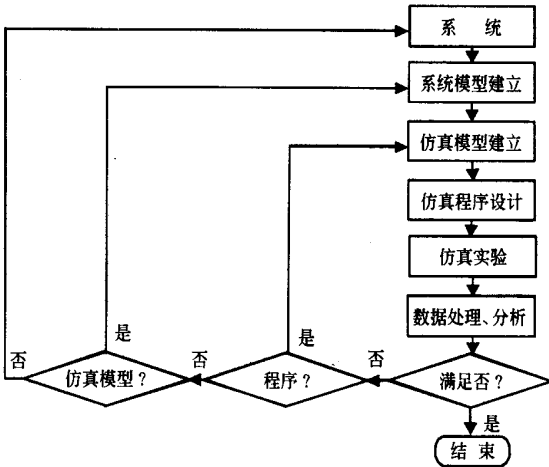 系 统
系统模型建立
仿真模型建立
仿真程序设计
仿真实验
数据处理、分析
是
是
否
否
否
仿真模型？
程序？
满足否？
是
结 束